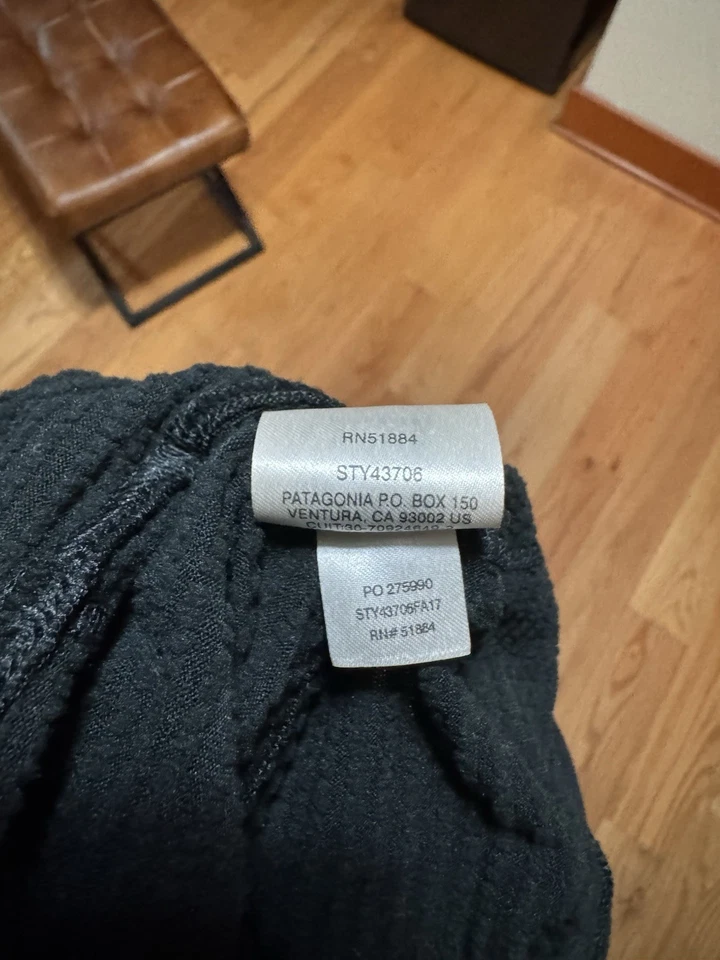 RN51884
STY43706
PATAGONIA P.O. BOX 150
VENTURA, CA 93002 US
PO 275990
STY43706FA17
RN# 51884